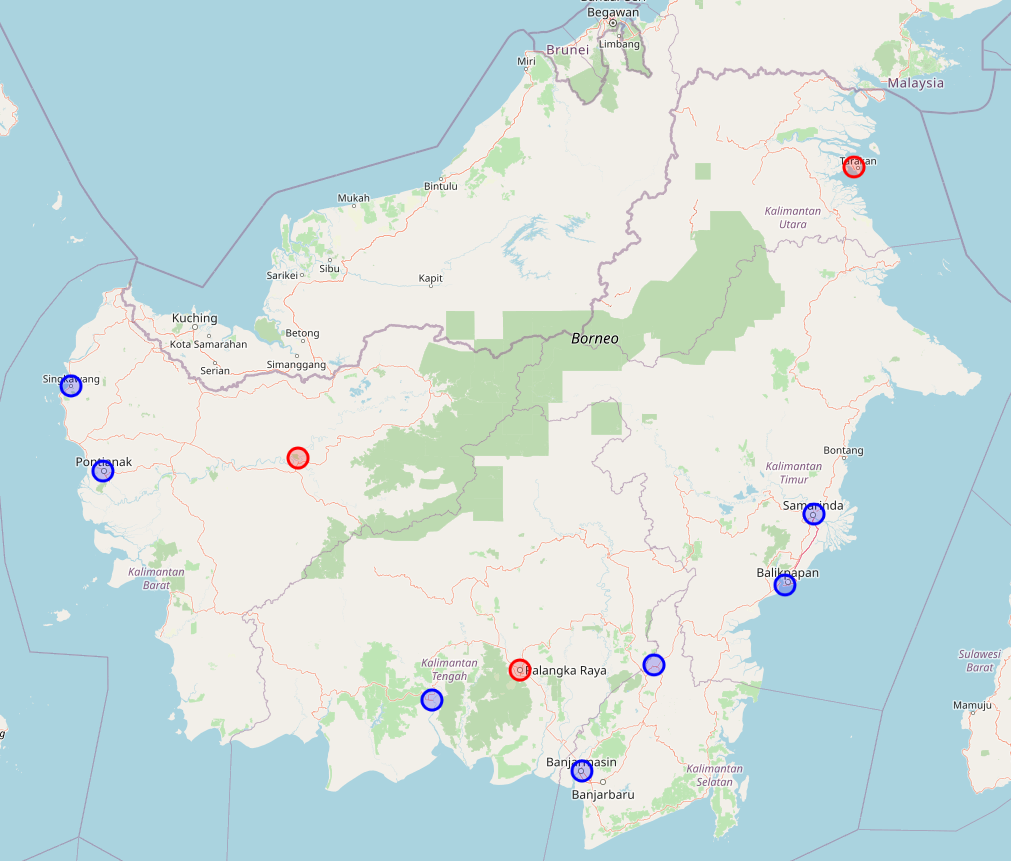 Begawan
Limbang
Brunei
Miri
Malaysia
Tarakan
Bintulu
Mukah
Kalimantan
Utara
Sibu
Sarikei
Kapit
Kuching
Kota Samarahan
Betong
Borneo
Serian
Simanggang
Singkawang
Bontang
Pontianak
Kalimantan
Timur
Samarinda
Balikpapan
Kalimantan
Barat
Kalimantan
Tengah
Palangka Raya
Sulawesi
Barat
Mamuju
Banjarmasin
Kalimantan
Selatan
Banjarbaru